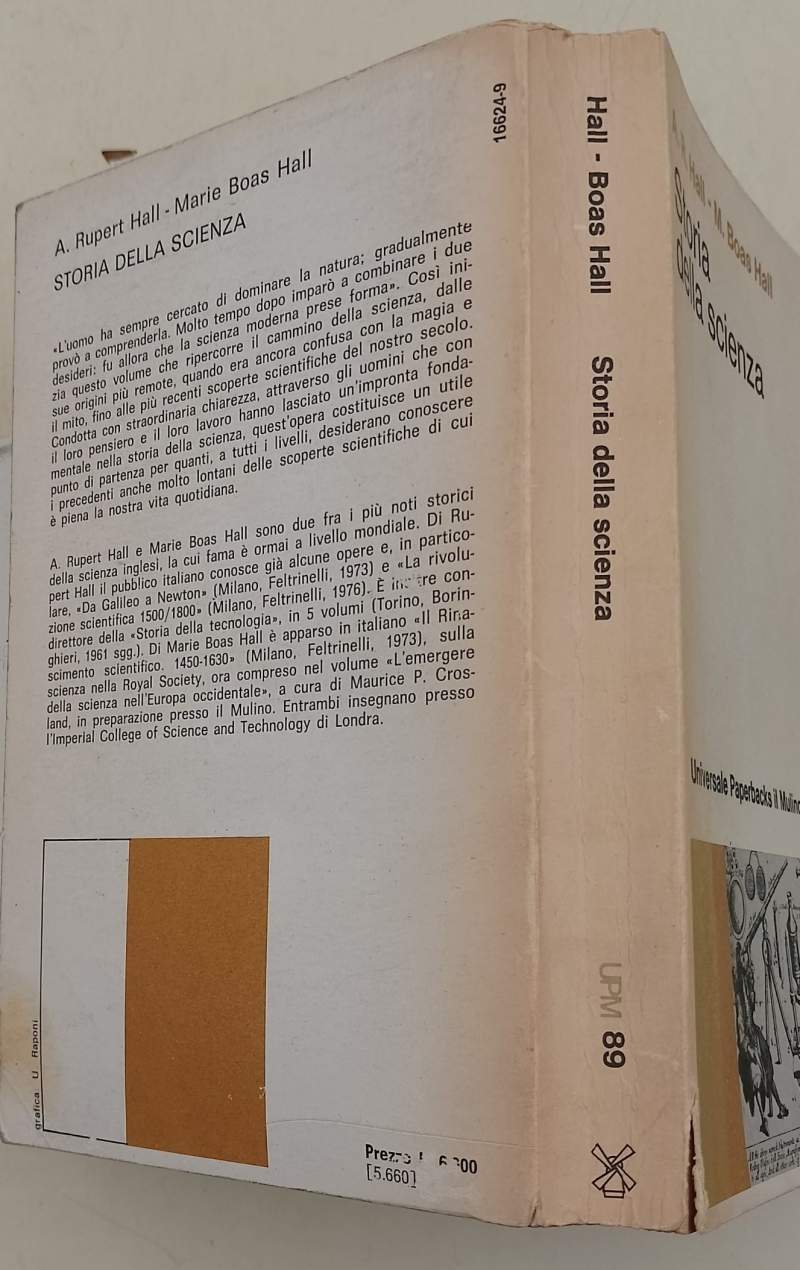 A. Rupert Hall - Marie Boas Hall
STORIA DELLA SCIENZA
«L'uomo ha sempre cercato di dominare la natura; gradualmente
provò a comprenderla. Molto tempo dopo imparò a combinare i due
desideri: fu allora che la scienza moderna prese forma». Così ini-
zia questo volume che ripercorre il cammino della scienza, dalle
sue origini più remote, quando era ancora confusa con la magia e
il mito, fino alle più recenti scoperte scientifiche del nostro secolo.
Condotta con straordinaria chiarezza, attraverso gli uomini che con
il loro pensiero e il loro lavoro hanno lasciato un'impronta fonda-
mentale nella storia della scienza, quest'opera costituisce un utile
punto di partenza per quanti, a tutti i livelli, desiderano conoscere
i precedenti anche molto lontani delle scoperte scientifiche di cui
è piena la nostra vita quotidiana.
A. Rupert Hall e Marie Boas Hall sono due fra i più noti storici
della scienza inglesi, la cui fama è ormai a livello mondiale. Di Ru-
pert Hall il pubblico italiano conosce già alcune opere e, in partico-
lare, «Da Galileo a Newton» (Milano, Feltrinelli, 1973) e «La rivolu-
zione scientifica 1500/1800» (Milano, Feltrinelli, 1976). È inoltre con-
direttore della «Storia della tecnologia», in 5 volumi (Torino, Borin-
ghieri, 1961 sgg.). Di Marie Boas Hall è apparso in italiano «Il Rina-
scimento scientifico. 1450-1630» (Milano, Feltrinelli, 1973), sulla
scienza nella Royal Society, ora compreso nel volume «L'emergere
della scienza nell'Europa occidentale», a cura di Maurice P. Cros-
land, in preparazione presso il Mulino. Entrambi insegnano presso
l'Imperial College of Science and Technology di Londra.
grafica: U Raponi
Prezzo
[5.660]
16624-9
Hall - Boas Hall Storia della scienza
UPM 89
Hall - M. Boas Hall
Storia
della scienza
Universale Paperbacks il Mulino